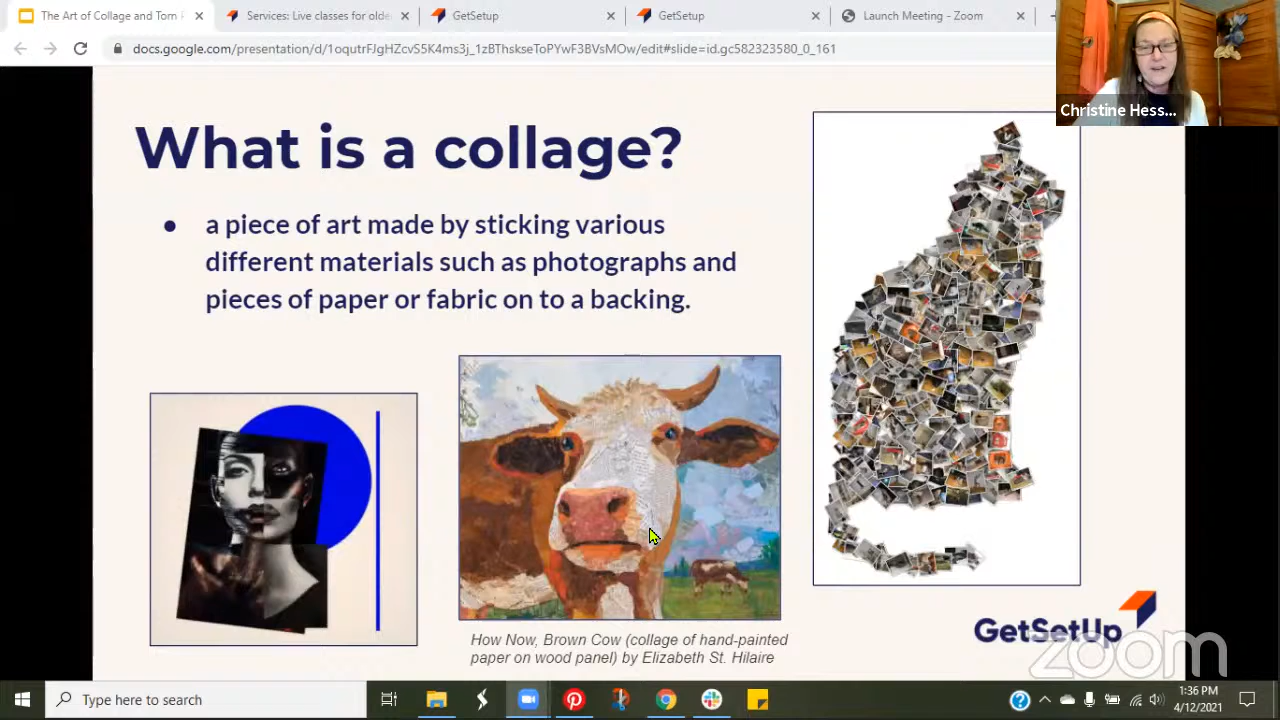 The Art of Collage and Torn
Services: Live classes for olde
GetSetup
GetSetup
Launch Meeting - Zoom
docs.google.com/presentation/d/1oqutrFJgHZcvS5K4ms3j_1zBThskseToPYwF3BVsMOw/edit#slide=id.gc582323580_0_161
Christine Hess...
What is a collage?
● a piece of art made by sticking various
different materials such as photographs and
pieces of paper or fabric on to a backing.
How Now, Brown Cow (collage of hand-painted
paper on wood panel) by Elizabeth St. Hilaire
GetSetUp
zoom
Type here to search
1:36 PM
4/12/2021